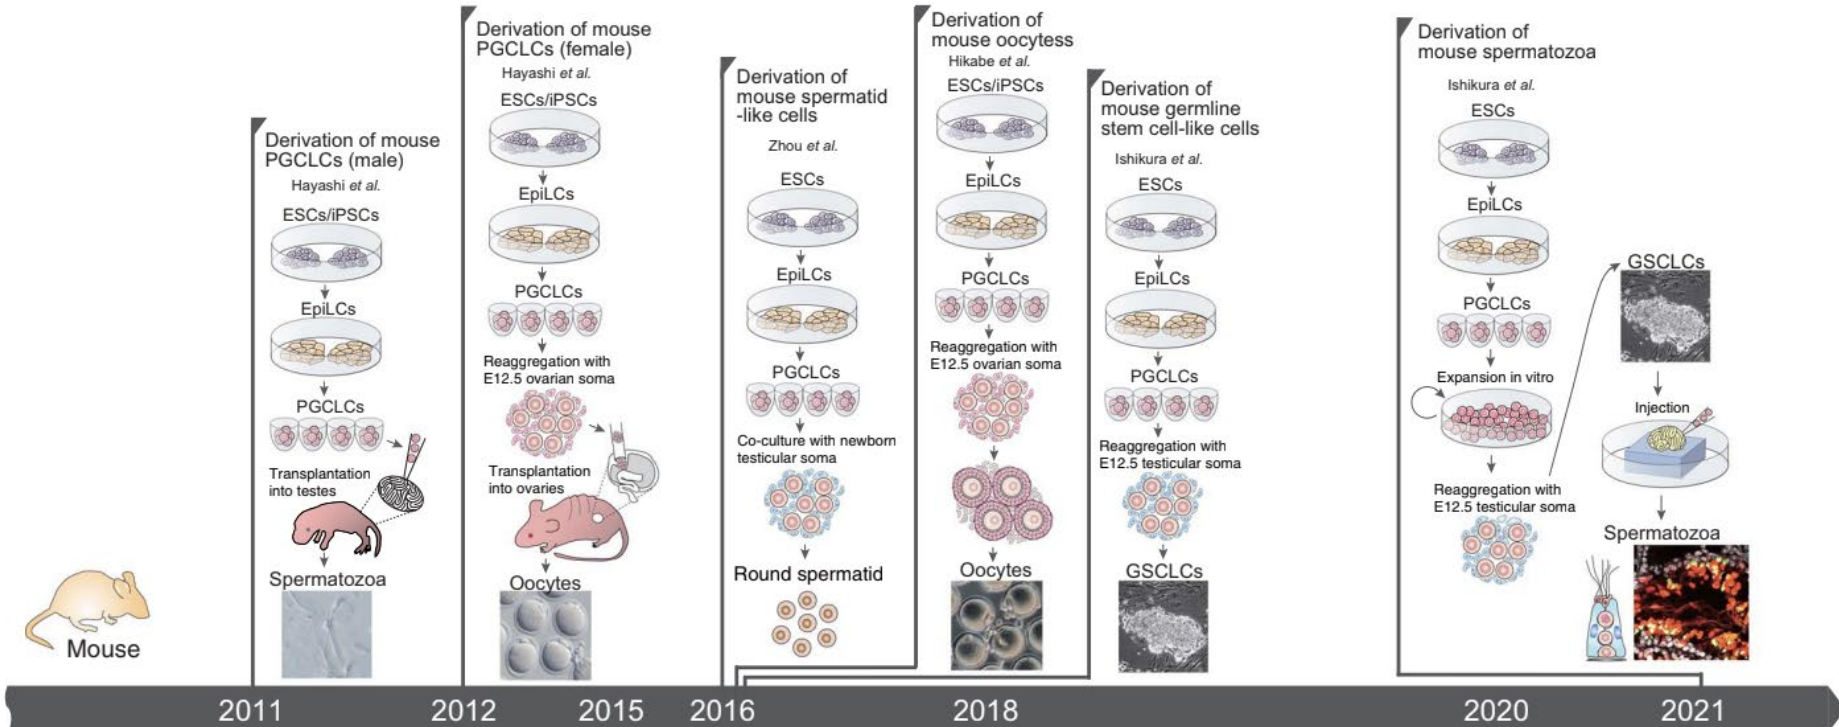 Derivation of mouse
PGCLCs (male)
Hayashi et al.
ESCs/iPSCs
EpiLCs
PGCLCs
Transplantation
into testes
Spermatozoa
Derivation of mouse
PGCLCs (female)
Hayashi et al.
ESCs/iPSCs
EpiLCs
PGCLCs
Reaggregation with
E12.5 ovarian soma
Transplantation
into ovaries
Oocytes
Derivation of
mouse spermatid
-like cells
Zhou et al.
ESCs
EpiLCs
PGCLCs
Co-culture with newborn
testicular soma
Round spermatid
Derivation of
mouse oocytess
Hikabe et al.
ESCs/iPSCs
EpiLCs
PGCLCs
Reaggregation with
E12.5 ovarian soma
Oocytes
Derivation of
mouse germline
stem cell-like cells
Ishikura et al.
ESCs
EpiLCs
PGCLCs
Reaggregation with
E12.5 testicular soma
GSCLCs
Derivation of
mouse spermatozoa
Ishikura et al.
ESCs
EpiLCs
PGCLCs
Expansion in vitro
Reaggregation with
E12.5 testicular soma
GSCLCs
Injection
Spermatozoa
Mouse
2011
2012
2015
2016
2018
2020
2021